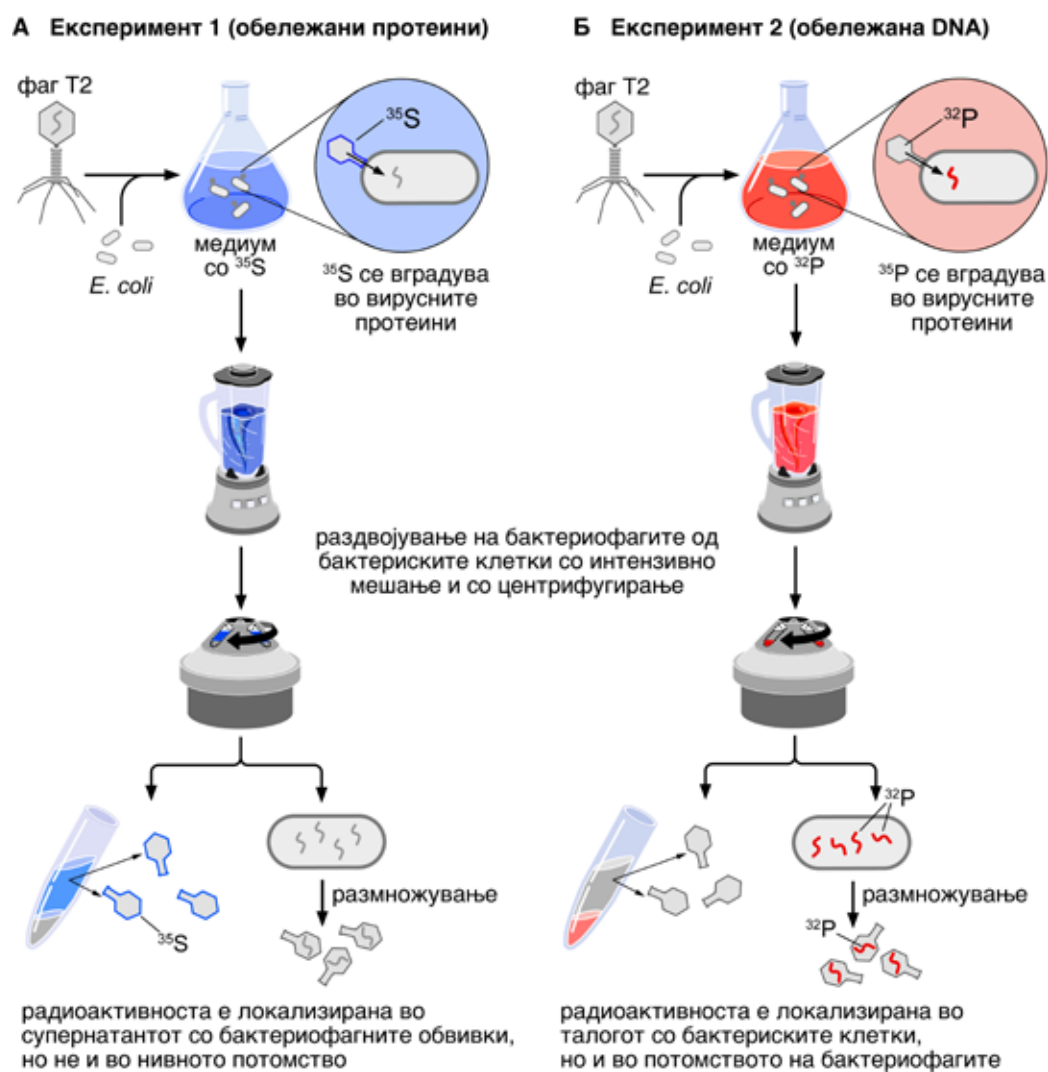 А Експеримент 1 (обележани протеини)
фаг Т2
³⁵S
медиум
со ³⁵S
E. coli
³⁵S се вградува
во вирусните
протеини
Б Експеримент 2 (обележана DNA)
фаг Т2
³²P
медиум
со ³²P
E. coli
³⁵P се вградува
во вирусните
протеини
раздвојување на бактериофагите од
бактериските клетки со интензивно
мешање и со центрифугирање
³⁵S
размножување
радиоактивноста е локализирана во
супернатантот со бактериофагните обвивки,
но не и во нивното потомство
³²P
размножување
³²P
радиоактивноста е локализирана во
талогот со бактериските клетки,
но и во потомството на бактериофагите